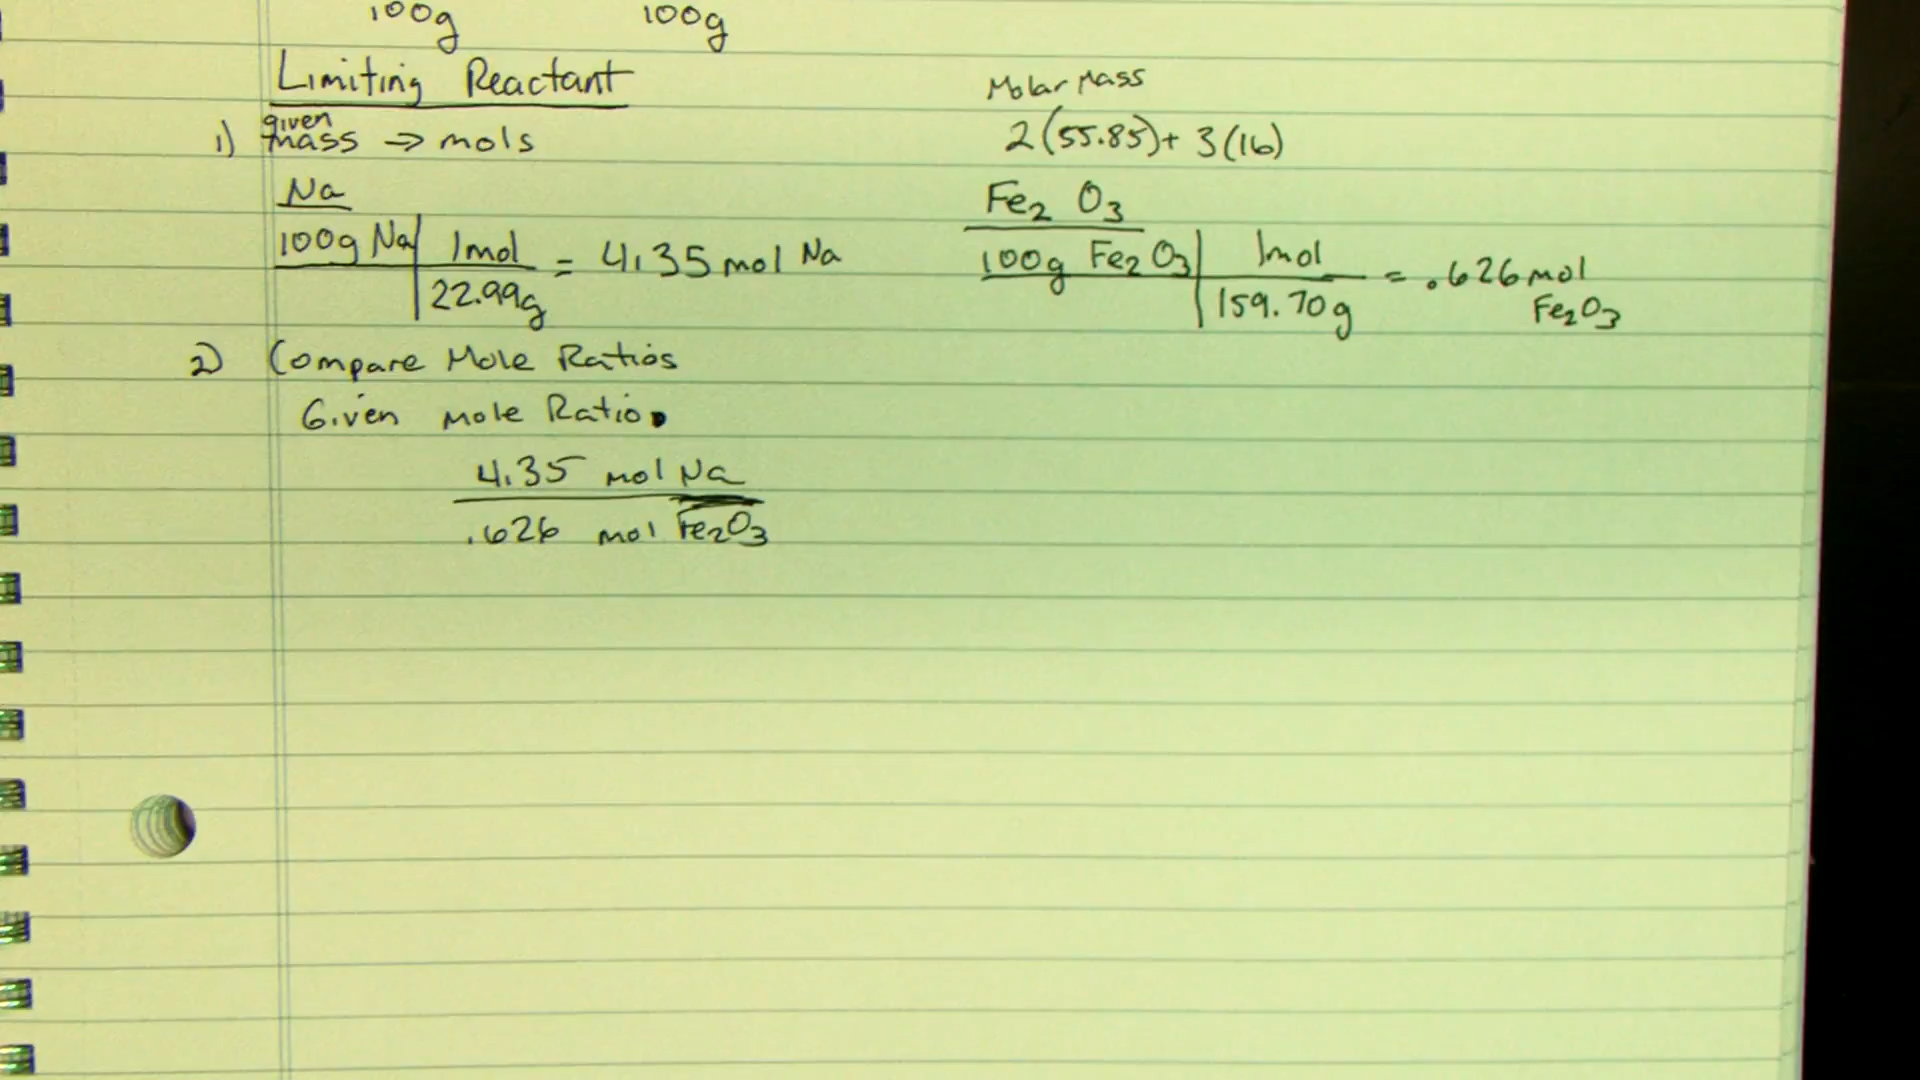 100g 100g
Limiting Reactant
Molar Mass
1) given mass → mols
2(55.85)+ 3(16)
Na
Fe2 O3
100g Na | 1mol = 4.35 mol Na
22.99g
100g Fe2O3 | 1mol = .626 mol
159.70g Fe2O3
2) Compare Mole Ratios
Given Mole Ratio.
4.35 mol Na
.626 mol Fe2O3